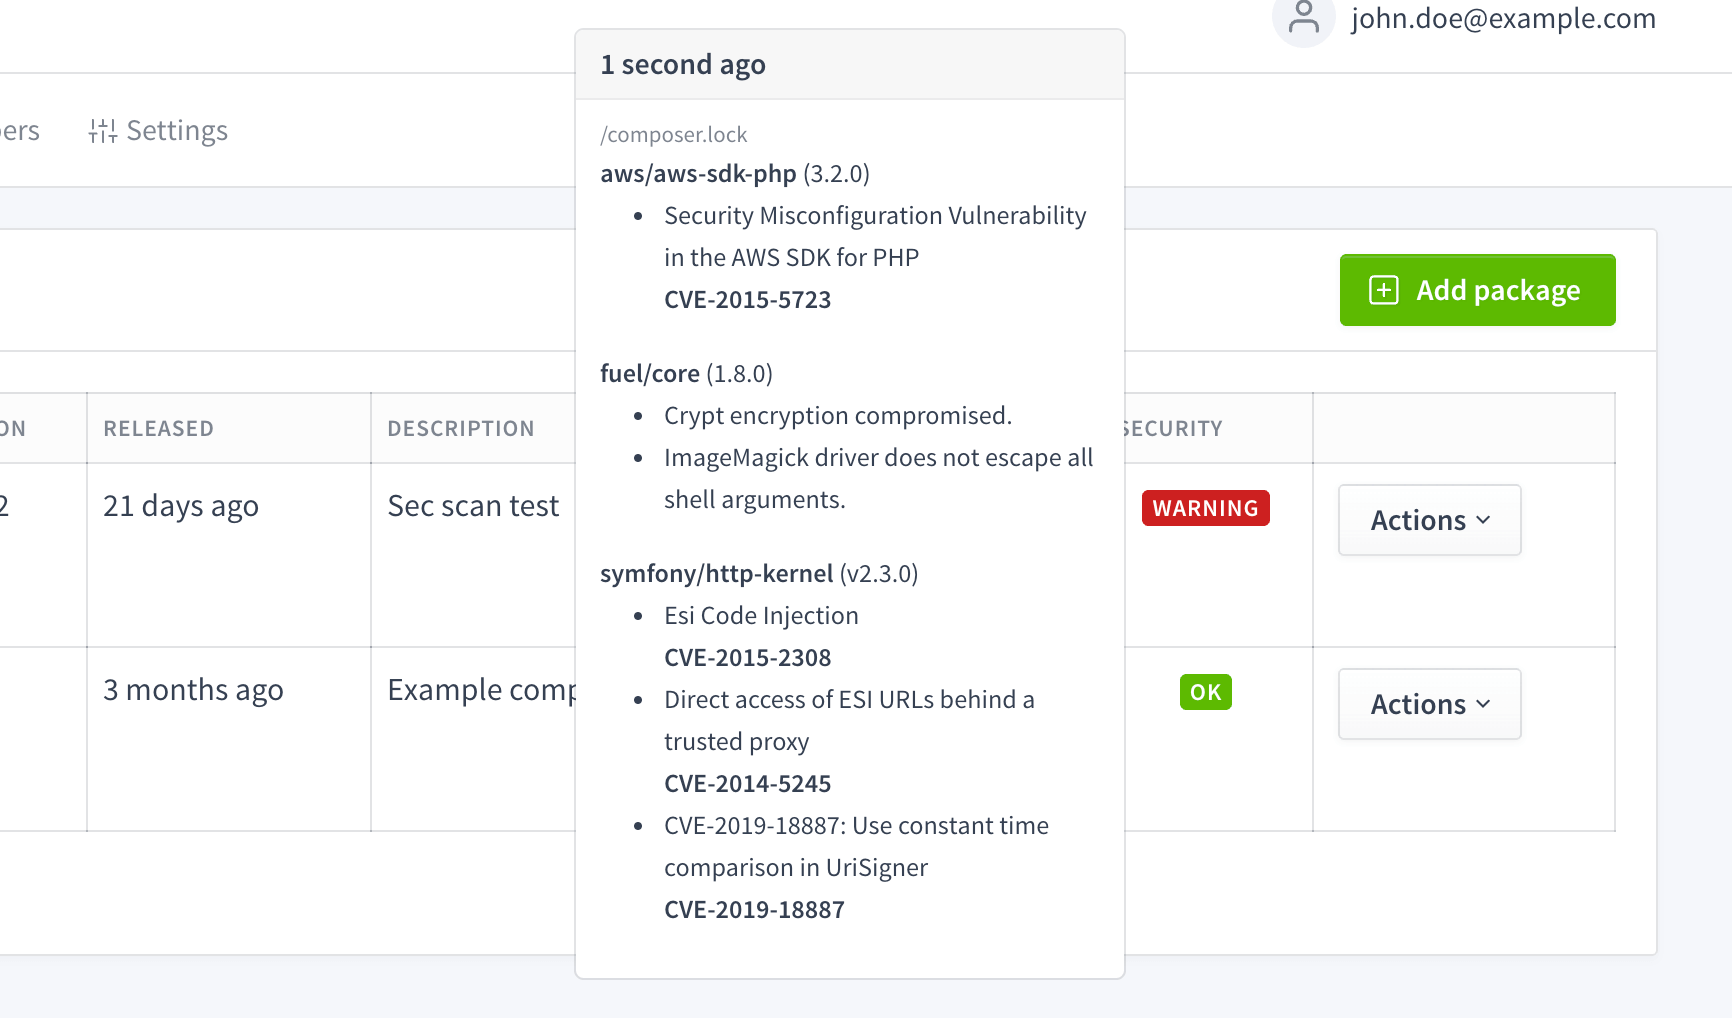 john.doe@example.com
1 second ago
ers
Settings
/composer.lock
aws/aws-sdk-php (3.2.0)
Security Misconfiguration Vulnerability
in the AWS SDK for PHP
CVE-2015-5723
Add package
fuel/core (1.8.0)
Crypt encryption compromised.
ImageMagick driver does not escape all
shell arguments.
symfony/http-kernel (v2.3.0)
Esi Code Injection
CVE-2015-2308
Direct access of ESI URLs behind a
trusted proxy
CVE-2014-5245
CVE-2019-18887: Use constant time
comparison in UriSigner
CVE-2019-18887
ON RELEASED DESCRIPTION SECURITY
2 21 days ago Sec scan test WARNING Actions
3 months ago Example comp OK Actions